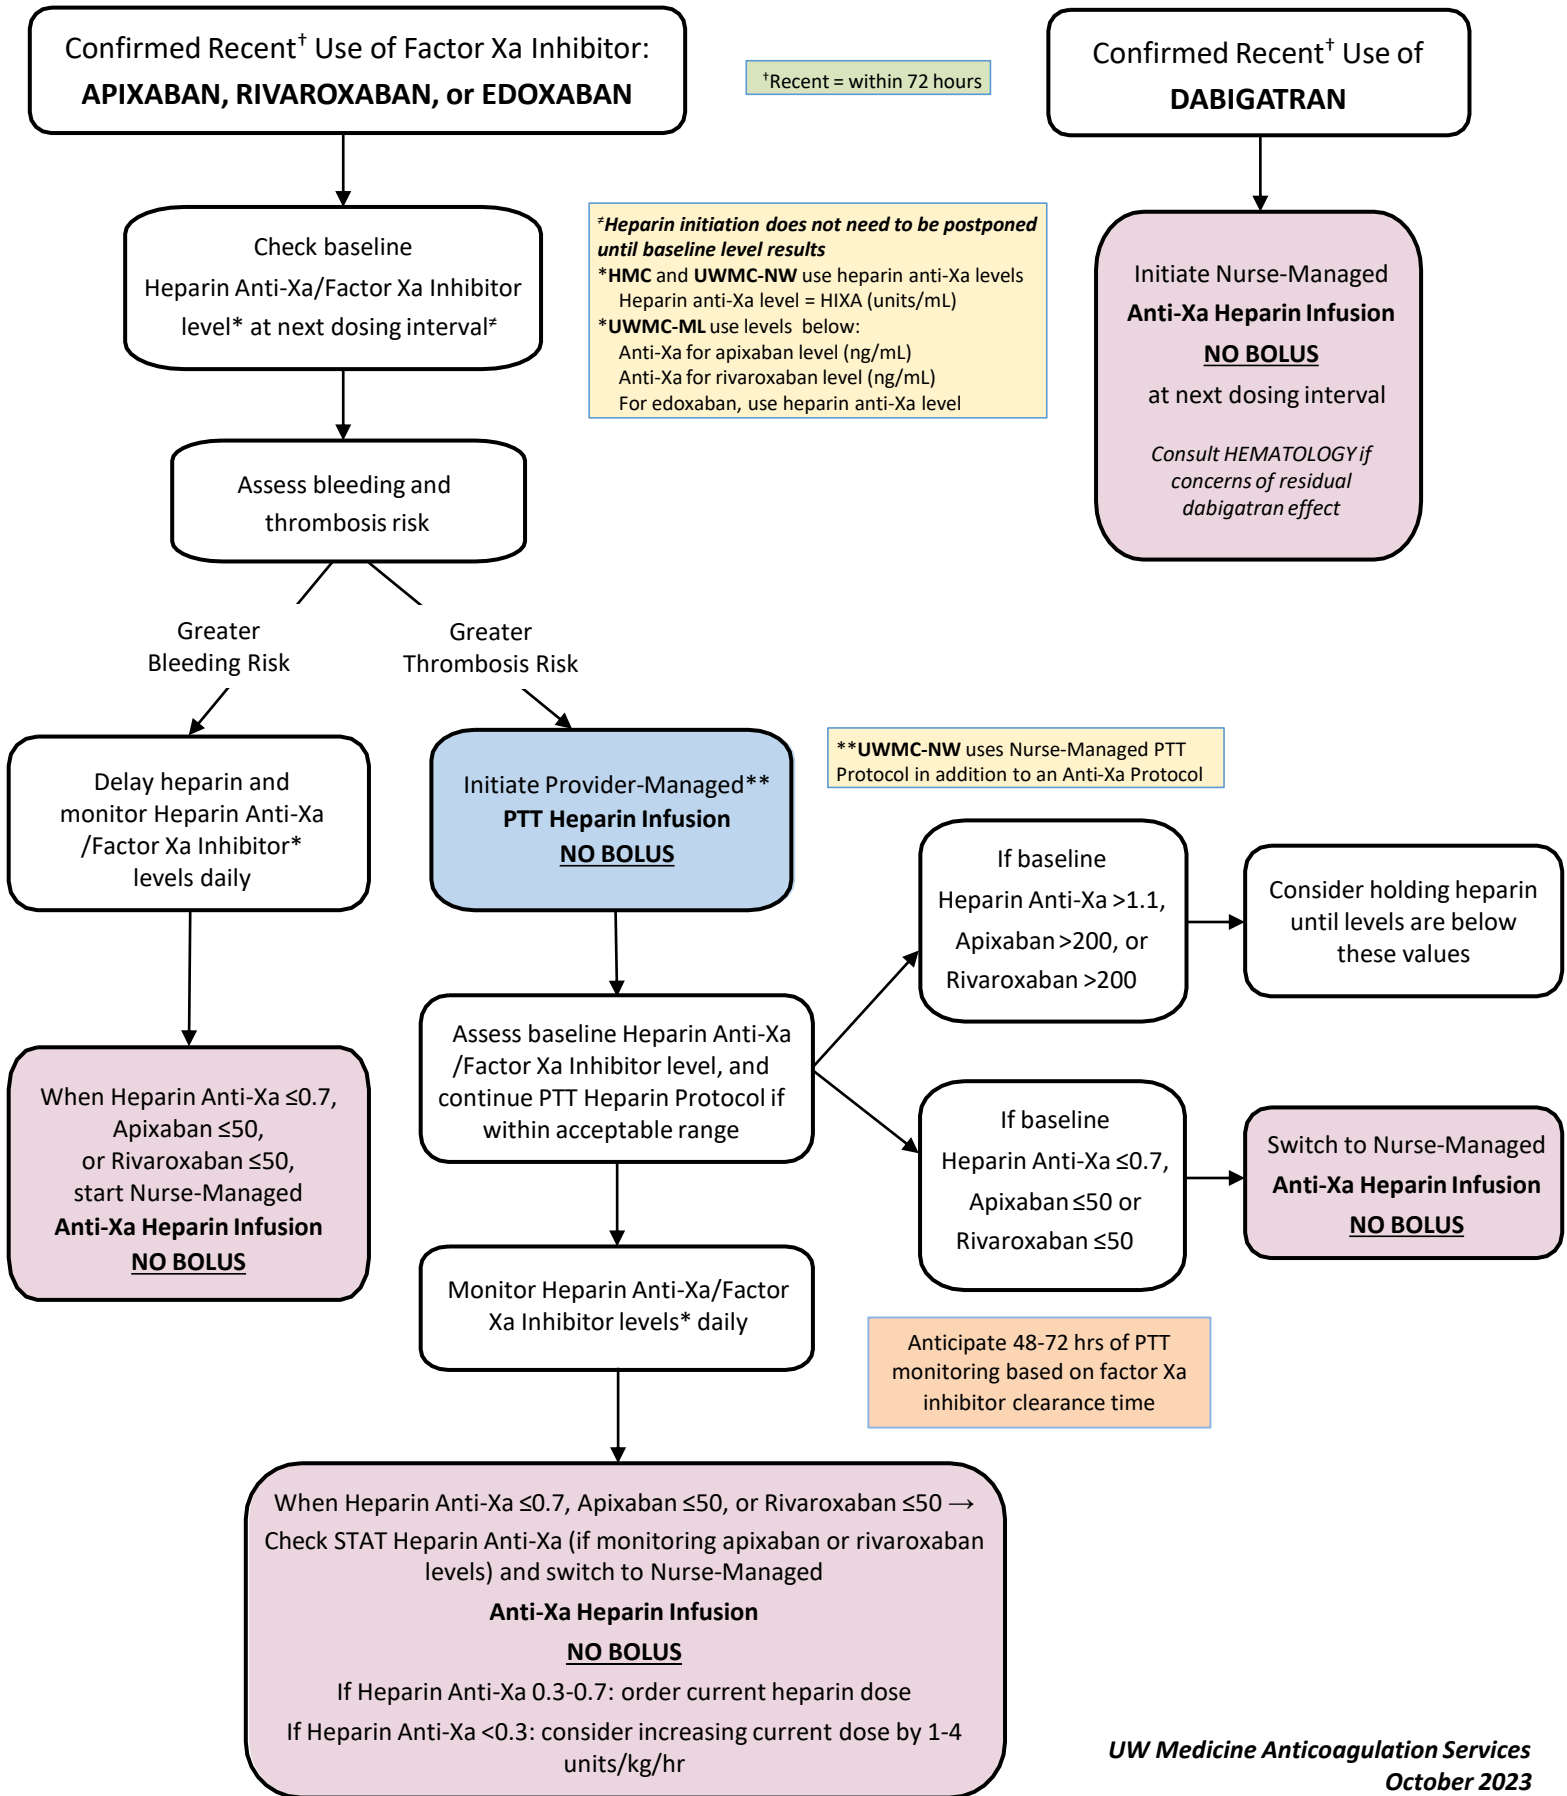 Confirmed Recent† Use of Factor Xa Inhibitor:
APIXABAN, RIVAROXABAN, or EDOXABAN
†Recent = within 72 hours
Confirmed Recent† Use of
DABIGATRAN
Check baseline
Heparin Anti-Xa/Factor Xa Inhibitor
level* at next dosing interval≠
≠Heparin initiation does not need to be postponed
until baseline level results
*HMC and UWMC-NW use heparin anti-Xa levels
Heparin anti-Xa level = HIXA (units/mL)
*UWMC-ML use levels below:
Anti-Xa for apixaban level (ng/mL)
Anti-Xa for rivaroxaban level (ng/mL)
For edoxaban, use heparin anti-Xa level
Initiate Nurse-Managed
Anti-Xa Heparin Infusion
NO BOLUS
at next dosing interval
Consult HEMATOLOGY if
concerns of residual
dabigatran effect
Assess bleeding and
thrombosis risk
Greater
Bleeding Risk
Greater
Thrombosis Risk
Delay heparin and
monitor Heparin Anti-Xa
/Factor Xa Inhibitor*
levels daily
Initiate Provider-Managed**
PTT Heparin Infusion
NO BOLUS
**UWMC-NW uses Nurse-Managed PTT
Protocol in addition to an Anti-Xa Protocol
If baseline
Heparin Anti-Xa >1.1,
Apixaban >200, or
Rivaroxaban >200
Consider holding heparin
until levels are below
these values
When Heparin Anti-Xa ≤0.7,
Apixaban ≤50,
or Rivaroxaban ≤50,
start Nurse-Managed
Anti-Xa Heparin Infusion
NO BOLUS
Assess baseline Heparin Anti-Xa
/Factor Xa Inhibitor level, and
continue PTT Heparin Protocol if
within acceptable range
If baseline
Heparin Anti-Xa ≤0.7,
Apixaban ≤50 or
Rivaroxaban ≤50
Switch to Nurse-Managed
Anti-Xa Heparin Infusion
NO BOLUS
Monitor Heparin Anti-Xa/Factor
Xa Inhibitor levels* daily
Anticipate 48-72 hrs of PTT
monitoring based on factor Xa
inhibitor clearance time
When Heparin Anti-Xa ≤0.7, Apixaban ≤50, or Rivaroxaban ≤50 →
Check STAT Heparin Anti-Xa (if monitoring apixaban or rivaroxaban
levels) and switch to Nurse-Managed
Anti-Xa Heparin Infusion
NO BOLUS
If Heparin Anti-Xa 0.3-0.7: order current heparin dose
If Heparin Anti-Xa <0.3: consider increasing current dose by 1-4
units/kg/hr
UW Medicine Anticoagulation Services
October 2023